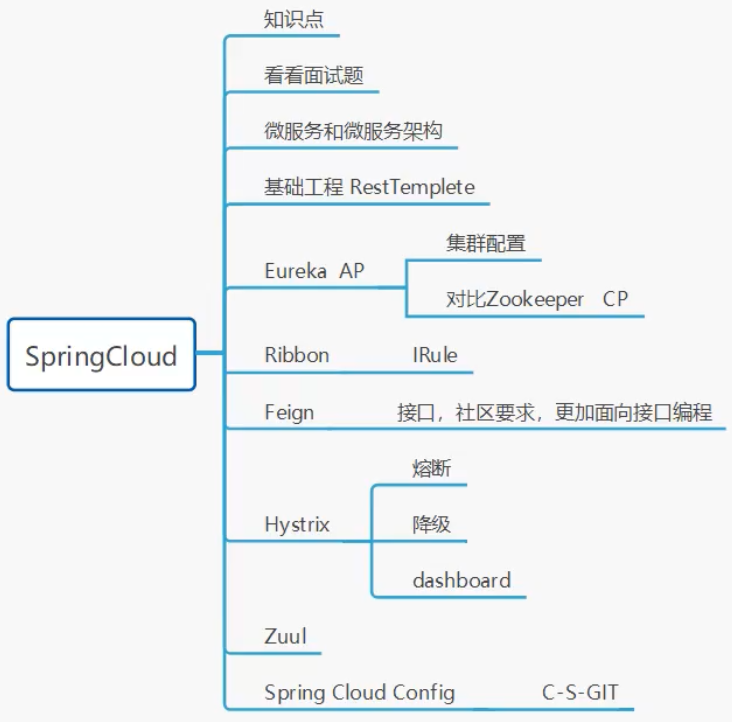 知识点
看看面试题
微服务和微服务架构
基础工程 RestTemplete
集群配置
Eureka AP
对比Zookeeper CP
SpringCloud
Ribbon IRule
Feign 接口，社区要求，更加面向接口编程
熔断
Hystrix 降级
dashboard
Zuul
Spring Cloud Config C-S-GIT